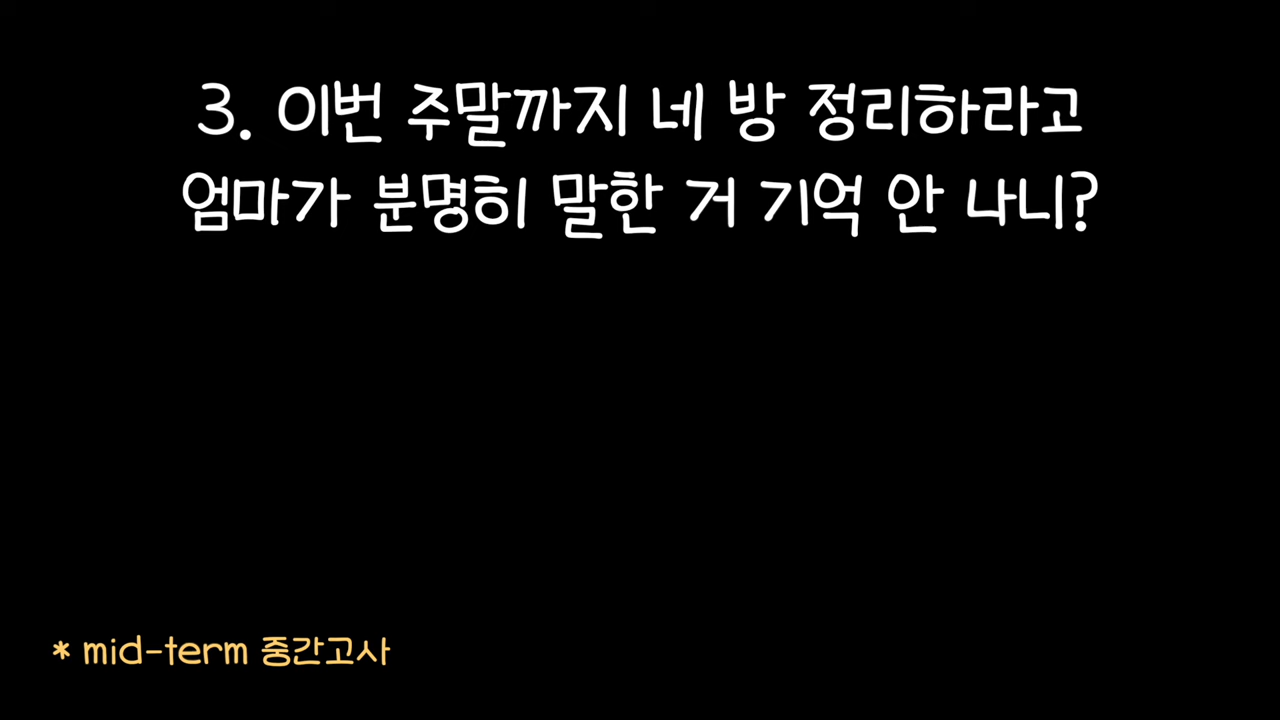 3. 이번 주말까지 네 방 정리하라고
엄마가 분명히 말한 거 기억 안 나니?
* mid-term 중간고사